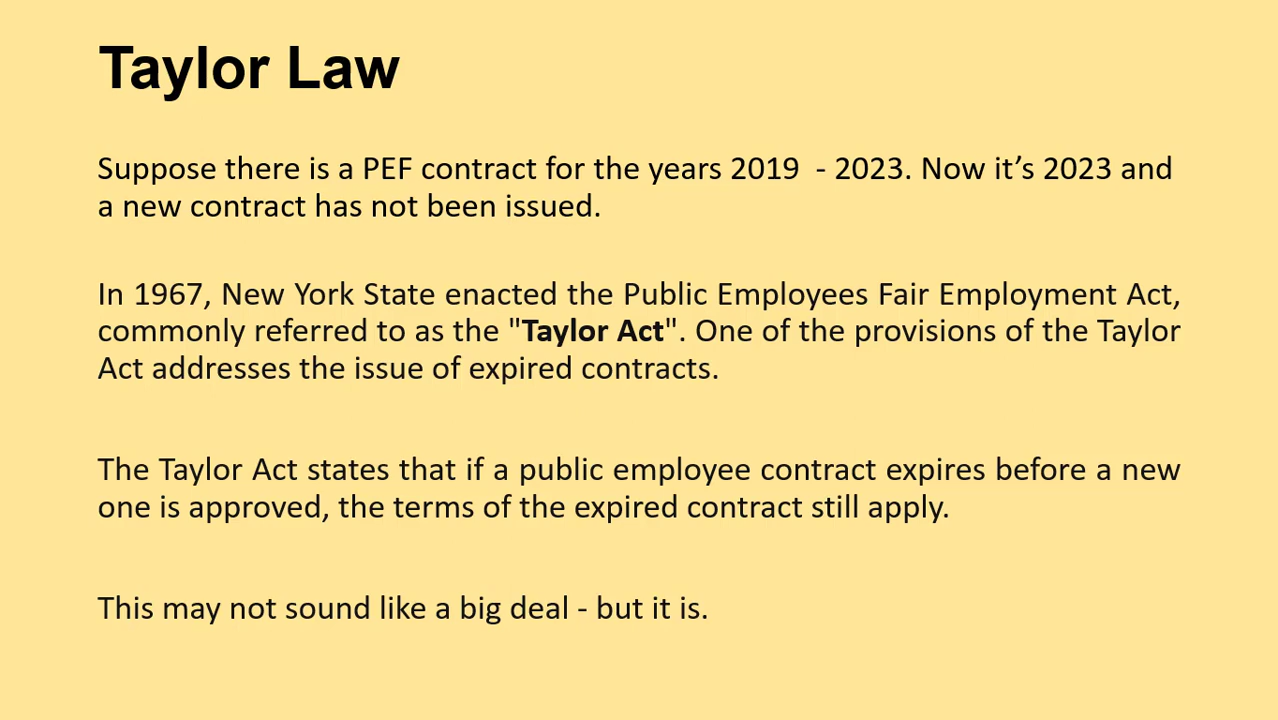 Taylor Law
Suppose there is a PEF contract for the years 2019  - 2023. Now it’s 2023 and
a new contract has not been issued.
In 1967, New York State enacted the Public Employees Fair Employment Act,
commonly referred to as the "Taylor Act". One of the provisions of the Taylor
Act addresses the issue of expired contracts.
The Taylor Act states that if a public employee contract expires before a new
one is approved, the terms of the expired contract still apply.
This may not sound like a big deal - but it is.